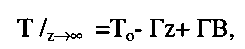 T /z→∞ =To- Γz+ ΓB,